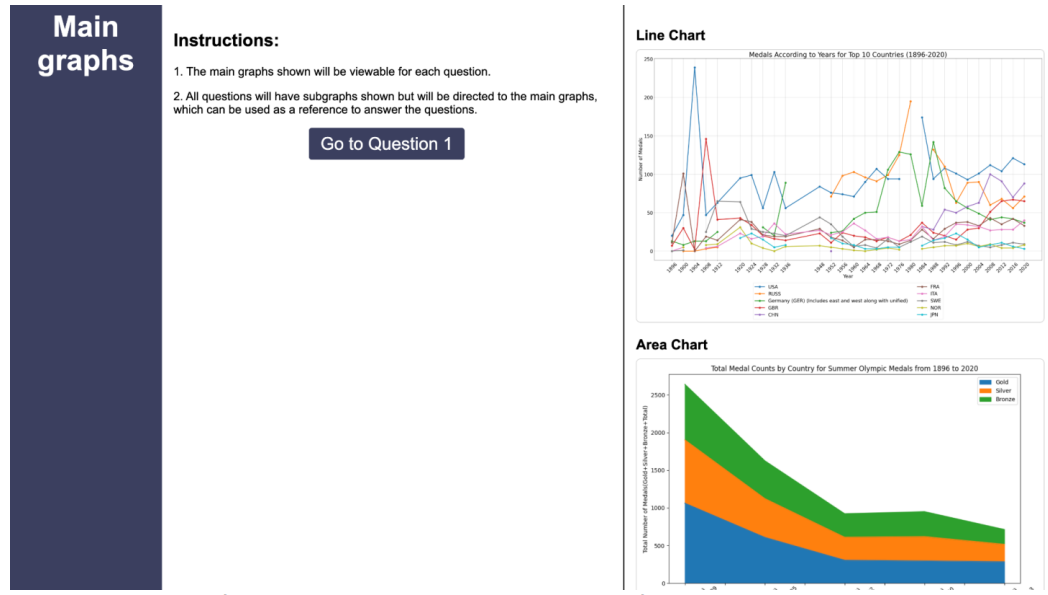 Main
graphs
Instructions:
1. The main graphs shown will be viewable for each question.
2. All questions will have subgraphs shown but will be directed to the main graphs,
which can be used as a reference to answer the questions.
Go to Question 1
Line Chart
Medals According to Years for Top 10 Countries (1896-2020)
Number of Medals
250
200
150
100
50
0
1896 1900 1904 1908 1912 1920 1924 1928 1932 1936 1948 1952 1956 1960 1964 1968 1972 1976 1980 1984 1988 1992 1996 2000 2004 2008 2012 2016 2020
Year
USA
RUSS
Germany (GER) (Includes east and west along with unified)
GBR
CHN
FRA
ITA
SWE
NOR
JPN
Area Chart
Total Medal Counts by Country for Summer Olympic Medals from 1896 to 2020
Total Number of Medals(Gold+Silver+Bronze+Total)
2500
2000
1500
1000
500
0
Gold
Silver
Bronze